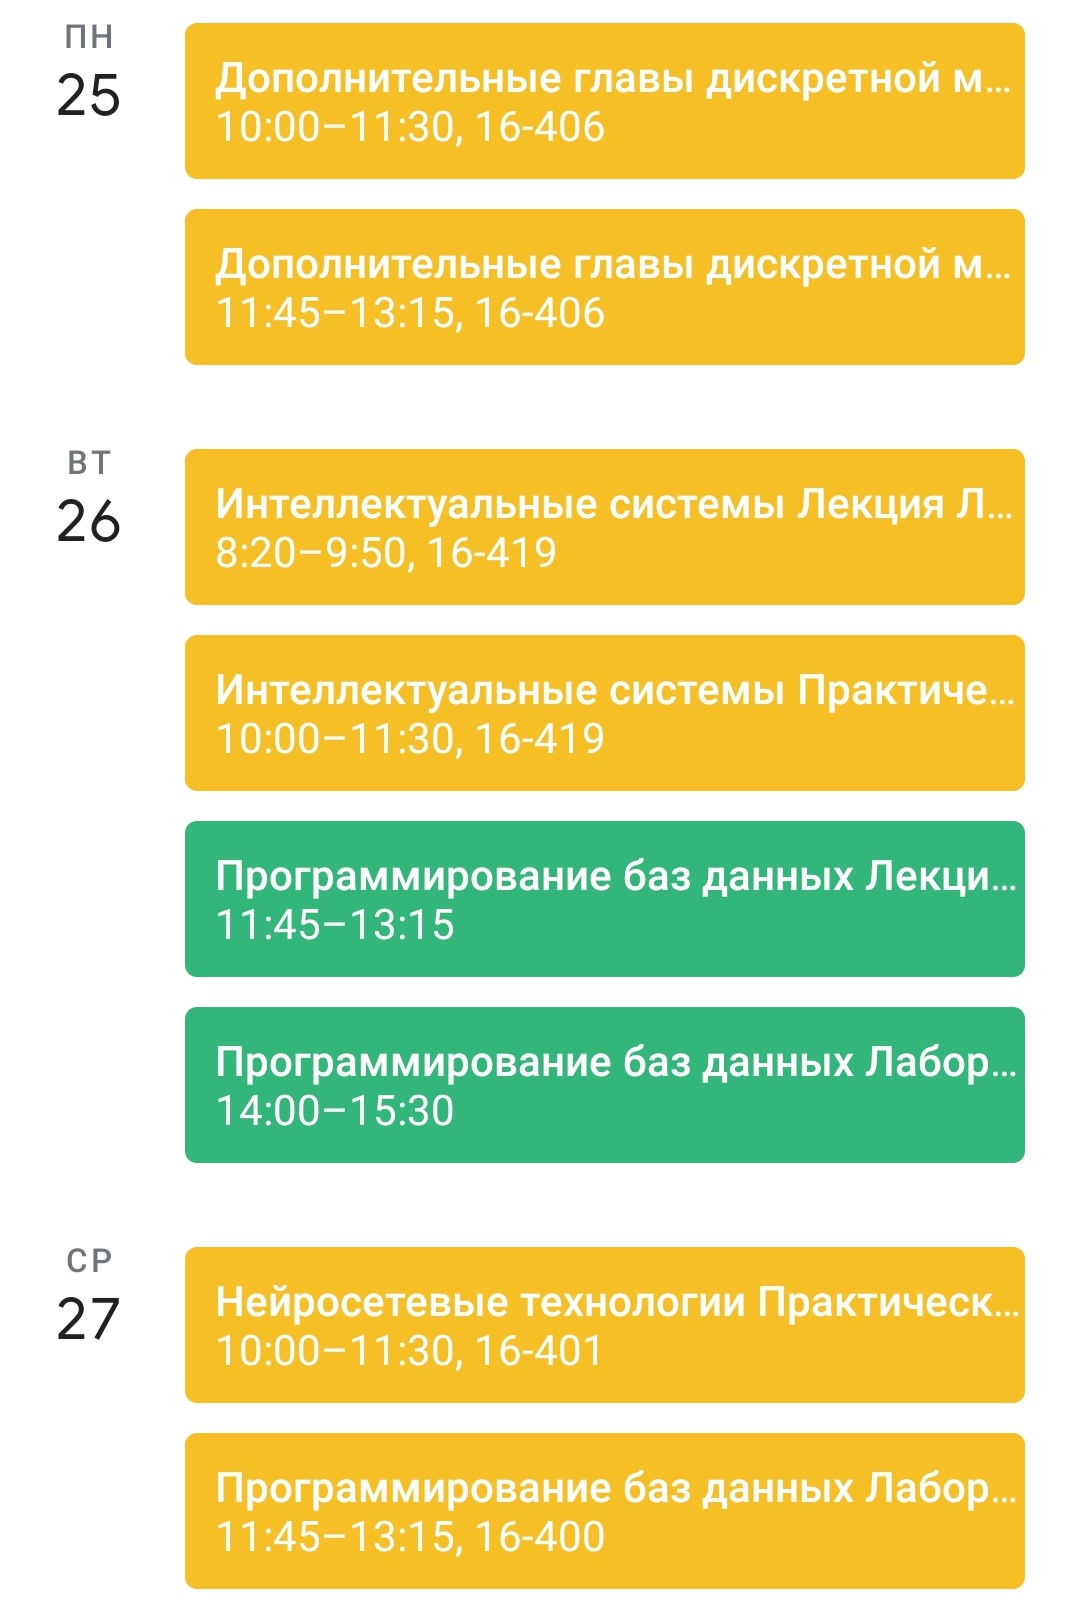 ПН
25
Дополнительные главы дискретной м...
10:00–11:30, 16-406
Дополнительные главы дискретной м...
11:45–13:15, 16-406
ВТ
26
Интеллектуальные системы Лекция Л...
8:20–9:50, 16-419
Интеллектуальные системы Практиче...
10:00–11:30, 16-419
Программирование баз данных Лекци...
11:45–13:15
Программирование баз данных Лабор...
14:00–15:30
СР
27
Нейросетевые технологии Практическ...
10:00–11:30, 16-401
Программирование баз данных Лабор...
11:45–13:15, 16-400